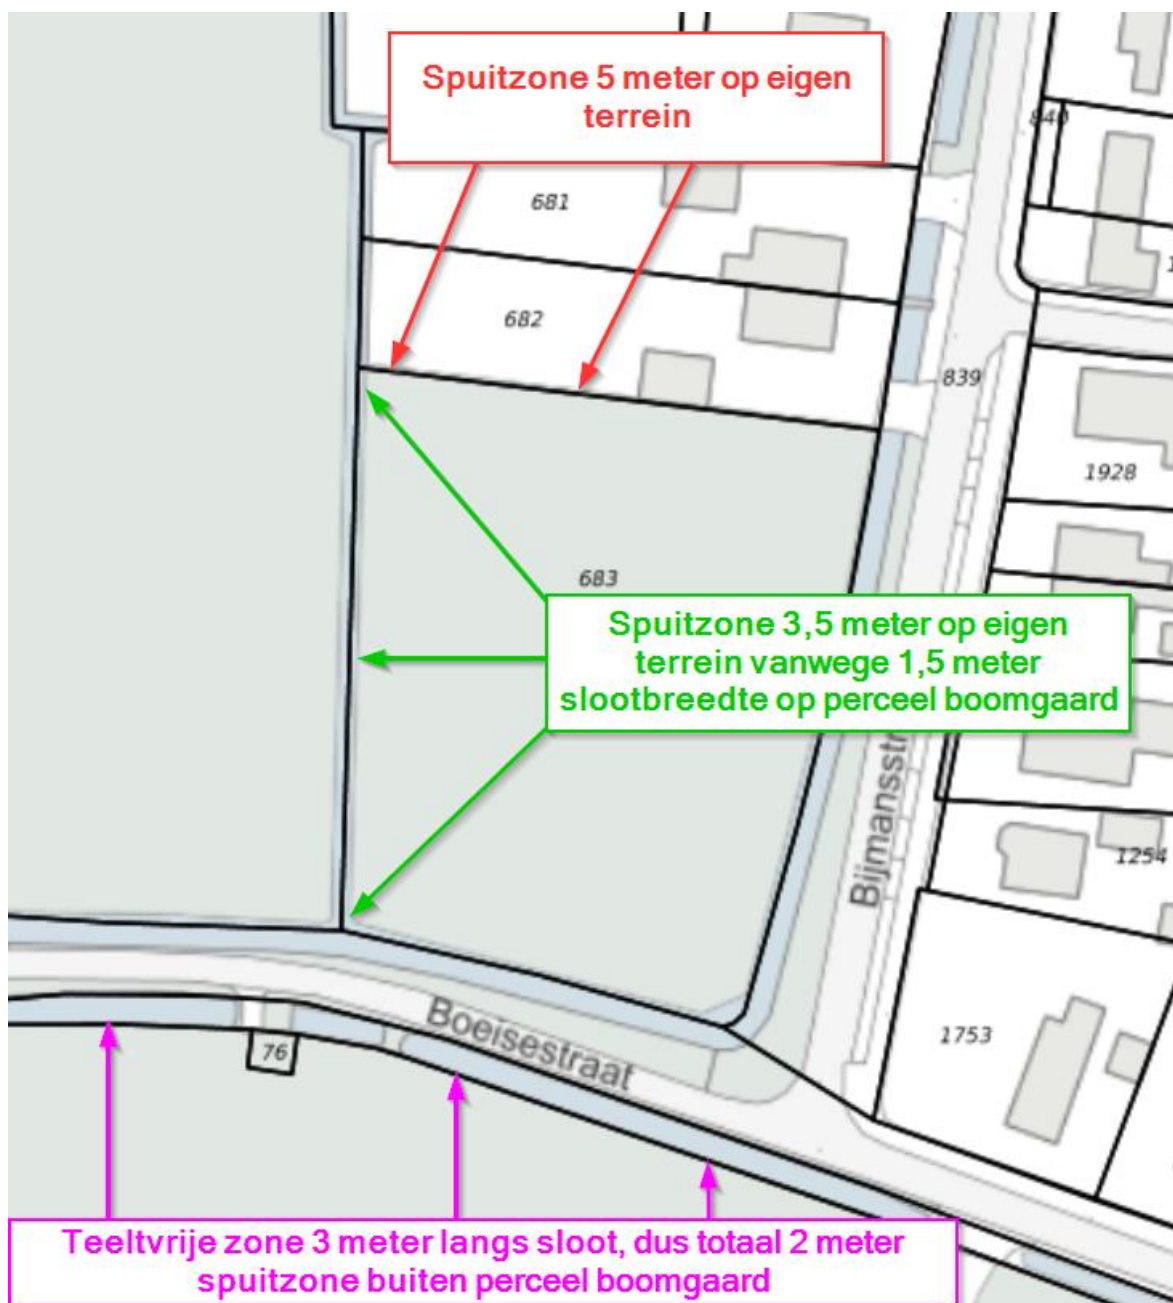 Spuitzone 5 meter op eigen
terrein
840
681
682
839
1928
683
Spuitzone 3,5 meter op eigen
terrein vanwege 1,5 meter
slootbreedte op perceel boomgaard
Bijmansstr
1254
1753
Boeisestraat
76
Teeltvrije zone 3 meter langs sloot, dus totaal 2 meter
spuitzone buiten perceel boomgaard